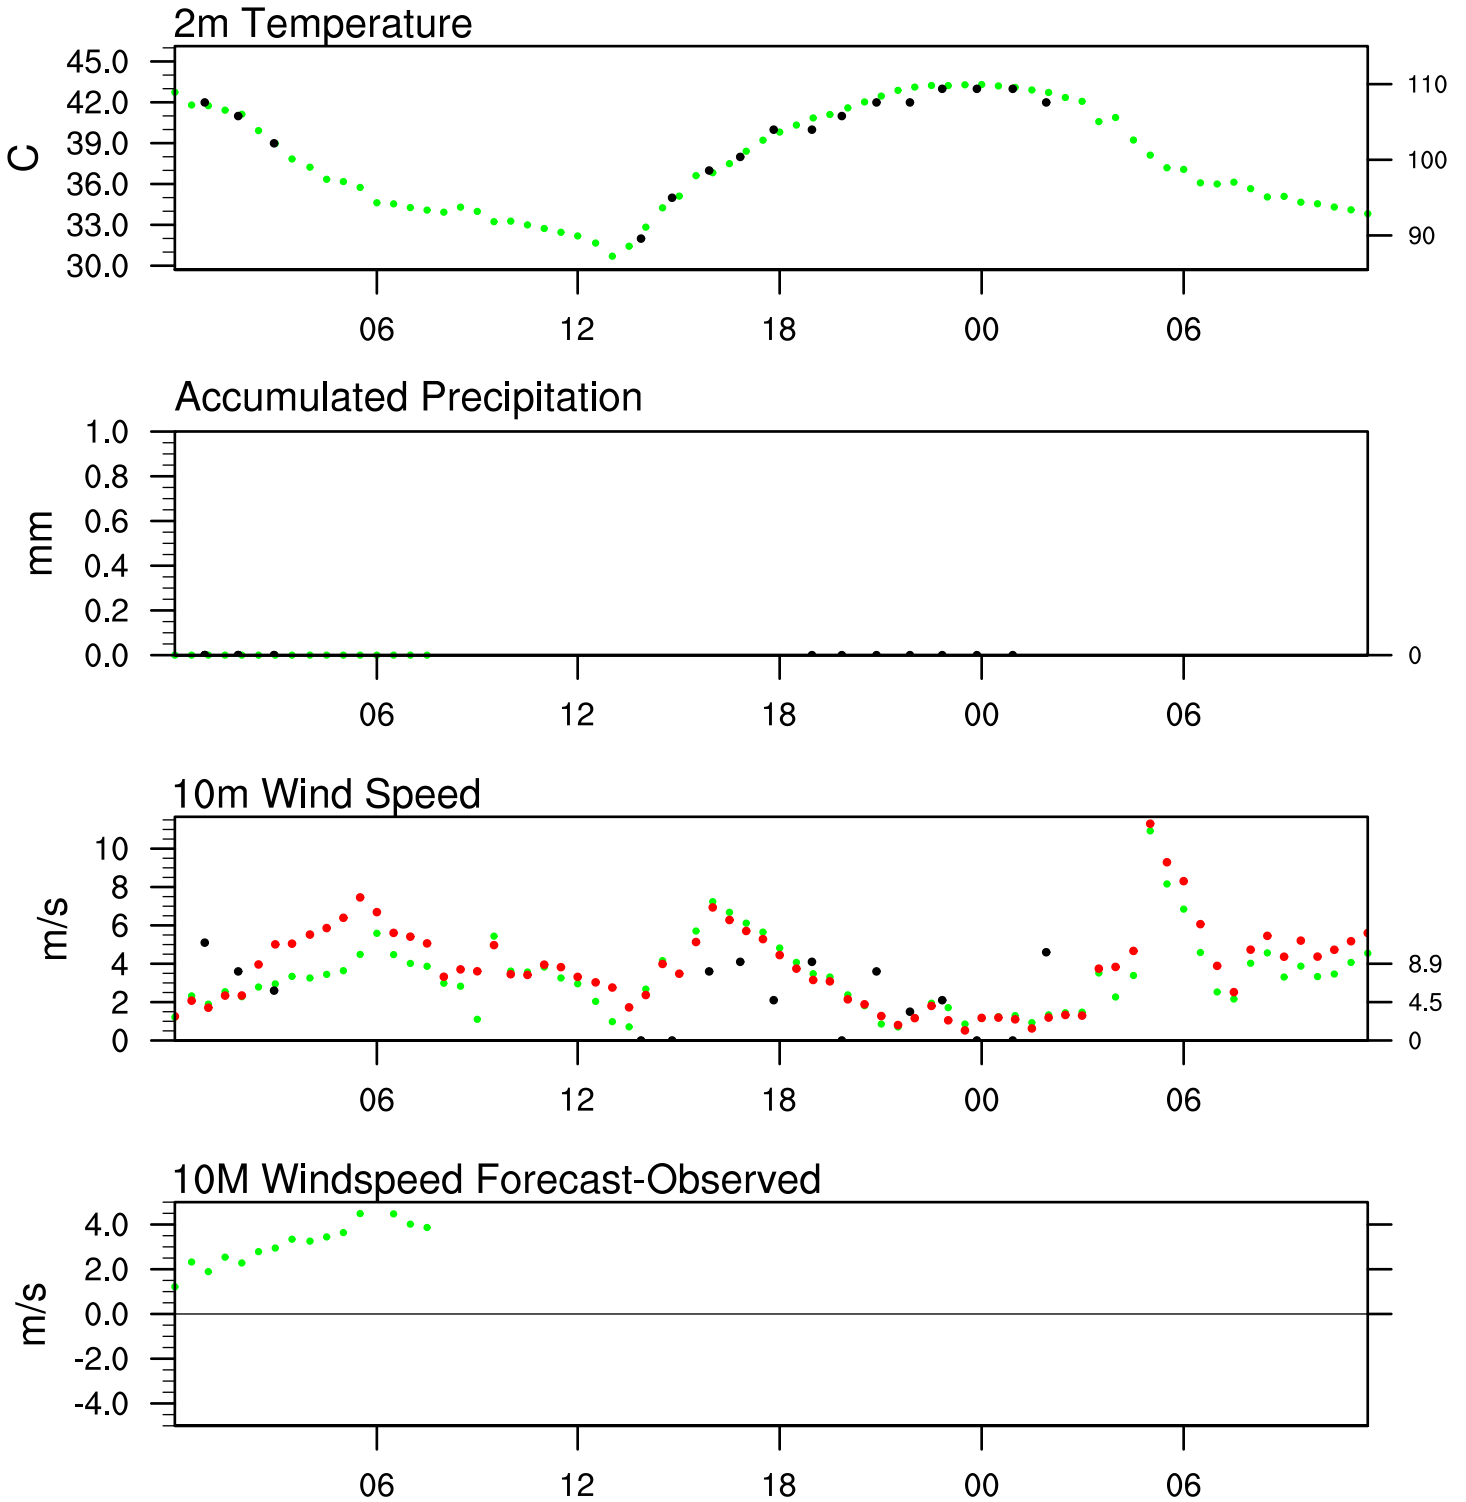 2m Temperature
45.0
42.0
39.0
36.0
33.0
30.0
C
110
100
90
06 12 18 00 06
Accumulated Precipitation
1.0
0.8
0.6
0.4
0.2
0.0
mm
0
06 12 18 00 06
10m Wind Speed
10
8
6
4
2
0
m/s
8.9
4.5
0
06 12 18 00 06
10M Windspeed Forecast-Observed
4.0
2.0
0.0
-2.0
-4.0
m/s
06 12 18 00 06